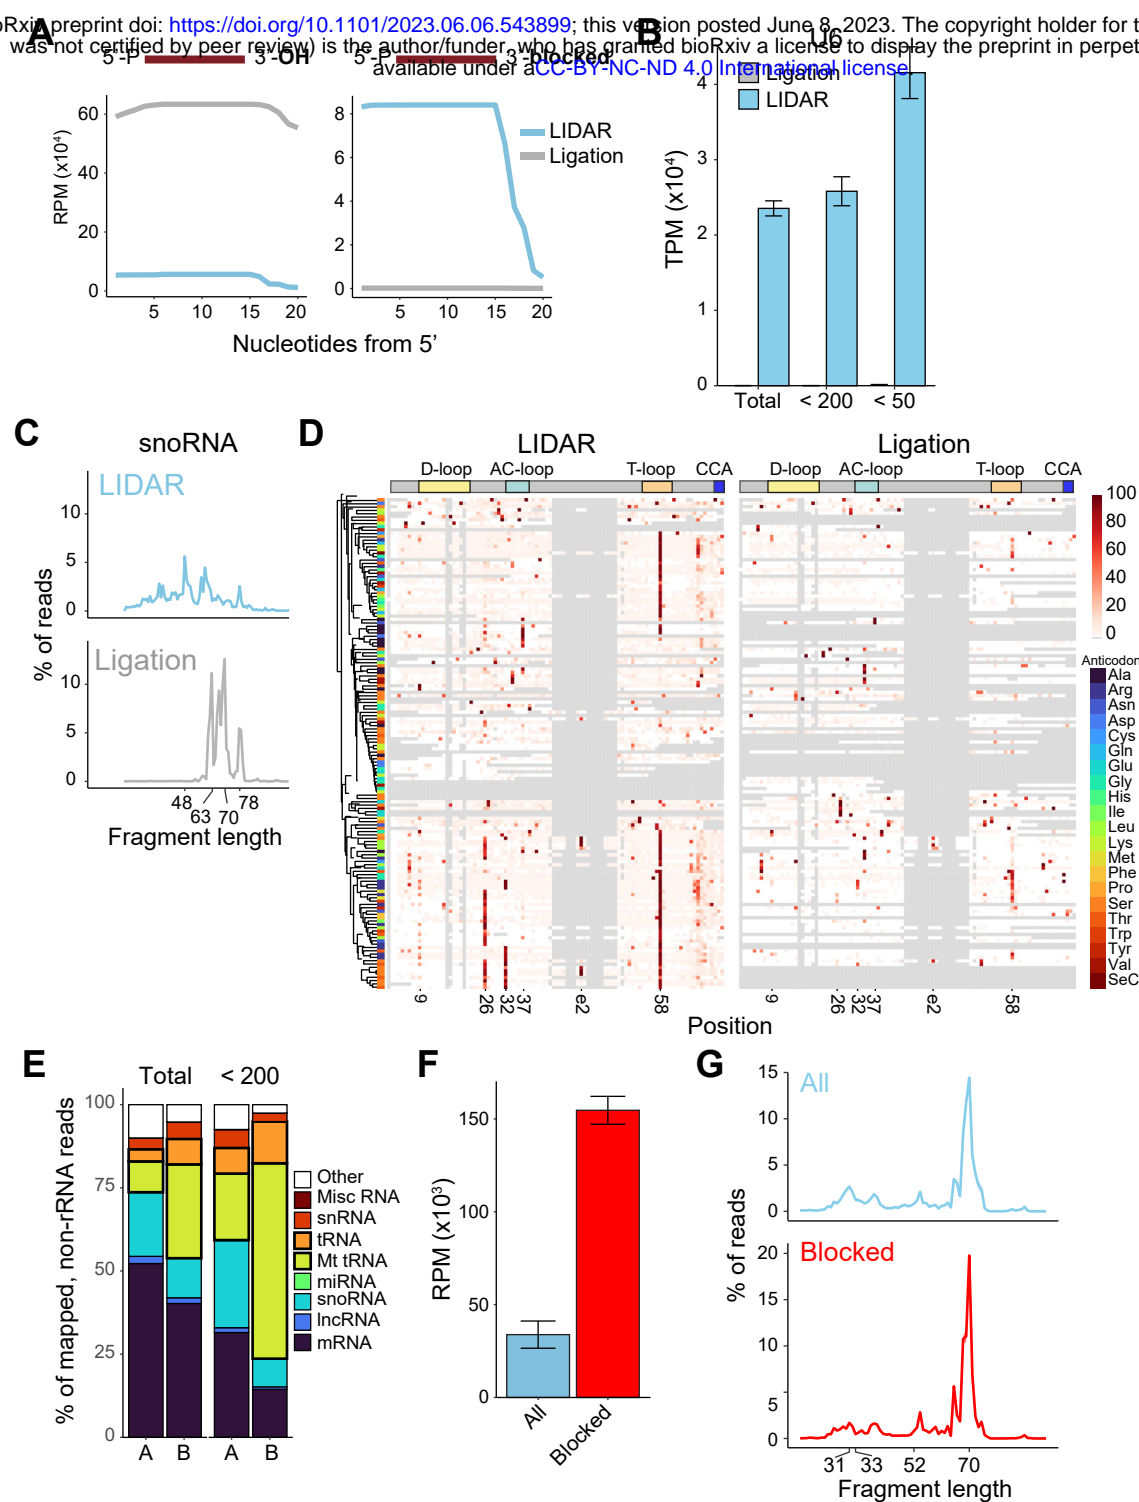 oRxiv preprint doi: https://doi.org/10.1101/2023.06.06.543899; this version posted June 8, 2023. The copyright holder for t
was not certified by peer review) is the author/funder, who has granted bioRxiv a license to display the preprint in perpet
available under aCC-BY-NC-ND 4.0 International license.
A
5'-P 3'-OH
5'-P 3'-blocked
RPM (x10⁴)
60
40
20
0
5 10 15 20
8
6
4
2
0
5 10 15 20
LIDAR
Ligation
Nucleotides from 5'
B
U6
Ligation
LIDAR
TPM (x10⁴)
4
3
2
1
0
Total < 200 < 50
C
snoRNA
LIDAR
10
5
0
% of reads
Ligation
10
5
0
48 63 70 78
Fragment length
D
LIDAR
Ligation
D-loop AC-loop T-loop CCA
D-loop AC-loop T-loop CCA
9 26 32 37 e2 58
9 26 32 37 e2 58
Position
100
80
60
40
20
0
Anticodon
Ala
Arg
Asn
Asp
Cys
Gln
Glu
Gly
His
Ile
Leu
Lys
Met
Phe
Pro
Ser
Thr
Trp
Tyr
Val
SeC
E
Total < 200
% of mapped, non-rRNA reads
100
75
50
25
0
A B A B
Other
Misc RNA
snRNA
tRNA
Mt tRNA
miRNA
snoRNA
lncRNA
mRNA
F
RPM (x10³)
150
100
50
0
All
Blocked
G
All
15
10
5
0
% of reads
Blocked
20
15
10
5
0
31 33 52 70
Fragment length